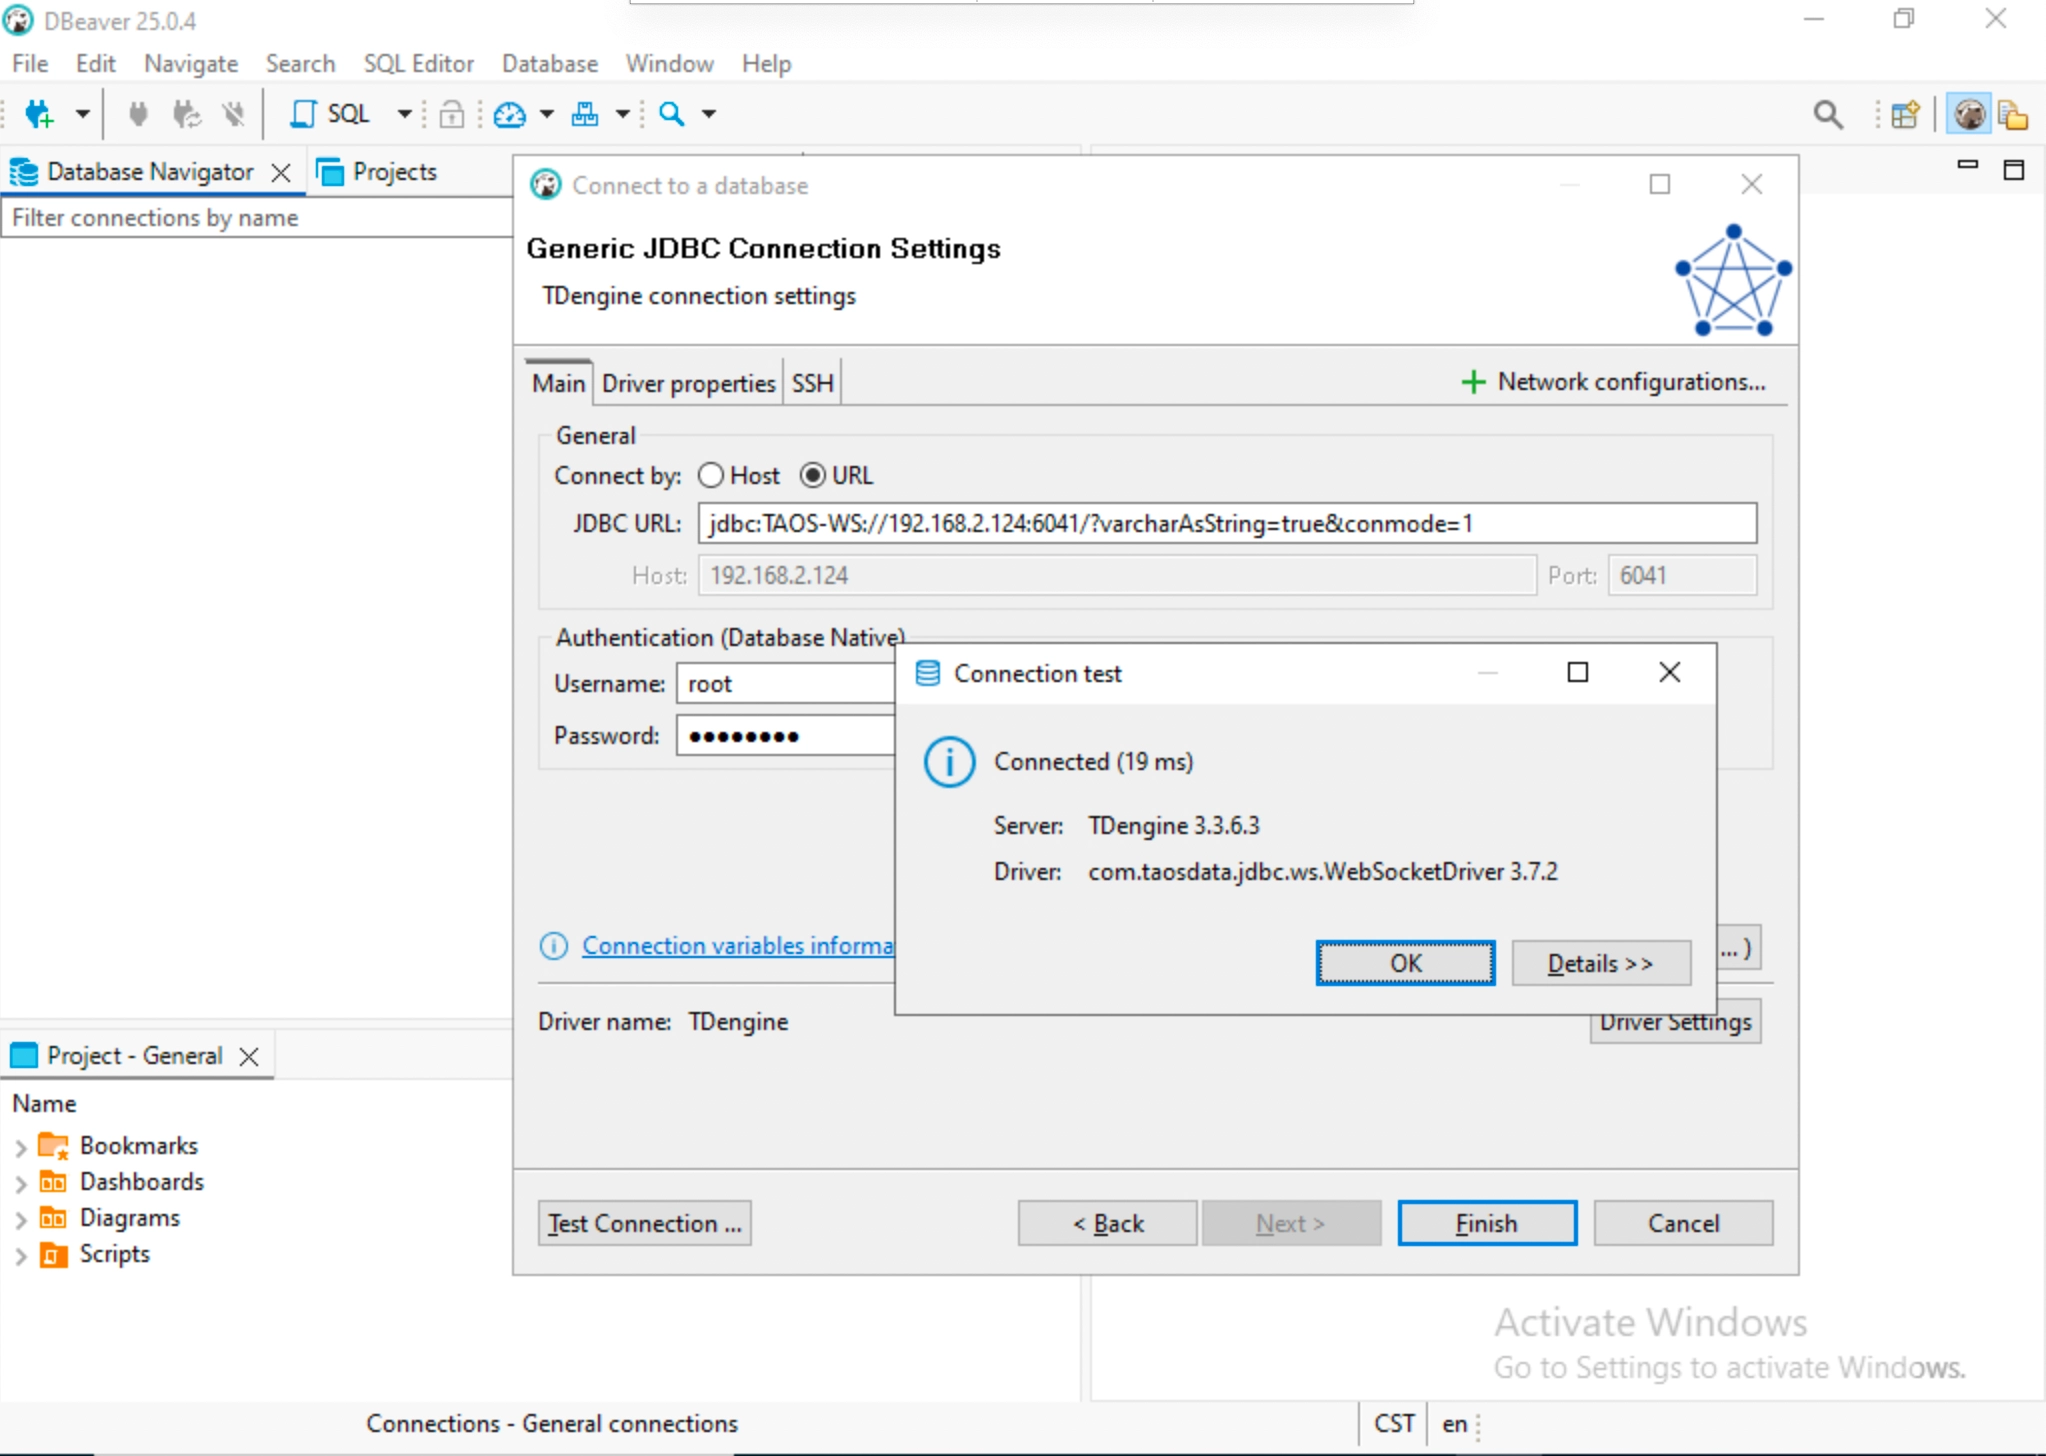 DBeaver 25.0.4
File Edit Navigate Search SQL Editor Database Window Help
SQL
Database Navigator Projects
Filter connections by name
Connect to a database
Generic JDBC Connection Settings
TDengine connection settings
Main Driver properties SSH Network configurations...
General
Connect by: Host URL
JDBC URL: jdbc:TAOS-WS://192.168.2.124:6041/?varcharAsString=true&conmode=1
Host: 192.168.2.124 Port: 6041
Authentication (Database Native)
Username: root
Password: ●●●●●●●●
Connection test
Connected (19 ms)
Server: TDengine 3.3.6.3
Driver: com.taosdata.jdbc.ws.WebSocketDriver 3.7.2
OK Details >>
Connection variables informa ... )
Driver name: TDengine Driver Settings
Test Connection ... < Back Next > Finish Cancel
Project - General
Name
Bookmarks
Dashboards
Diagrams
Scripts
Activate Windows
Go to Settings to activate Windows.
Connections - General connections CST en